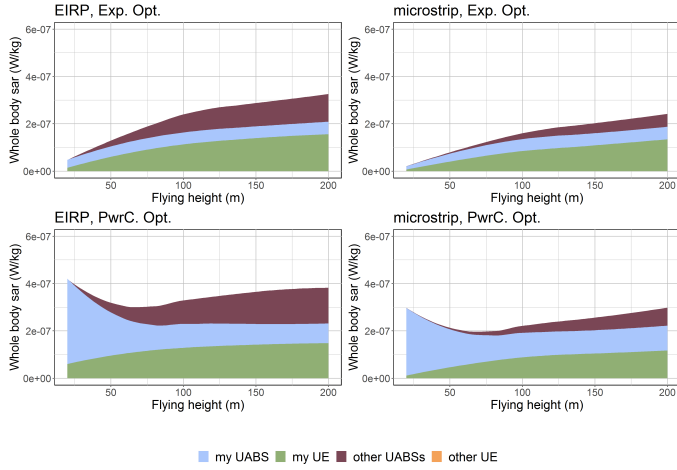 EIRP, Exp. Opt.
Whole body sar (W/kg)
6e-07
4e-07
2e-07
0e+00
50
100
150
200
Flying height (m)
microstrip, Exp. Opt.
Whole body sar (W/kg)
6e-07
4e-07
2e-07
0e+00
50
100
150
200
Flying height (m)
EIRP, PwrC. Opt.
Whole body sar (W/kg)
6e-07
4e-07
2e-07
0e+00
50
100
150
200
Flying height (m)
microstrip, PwrC. Opt.
Whole body sar (W/kg)
6e-07
4e-07
2e-07
0e+00
50
100
150
200
Flying height (m)
my UABS
my UE
other UABSs
other UE